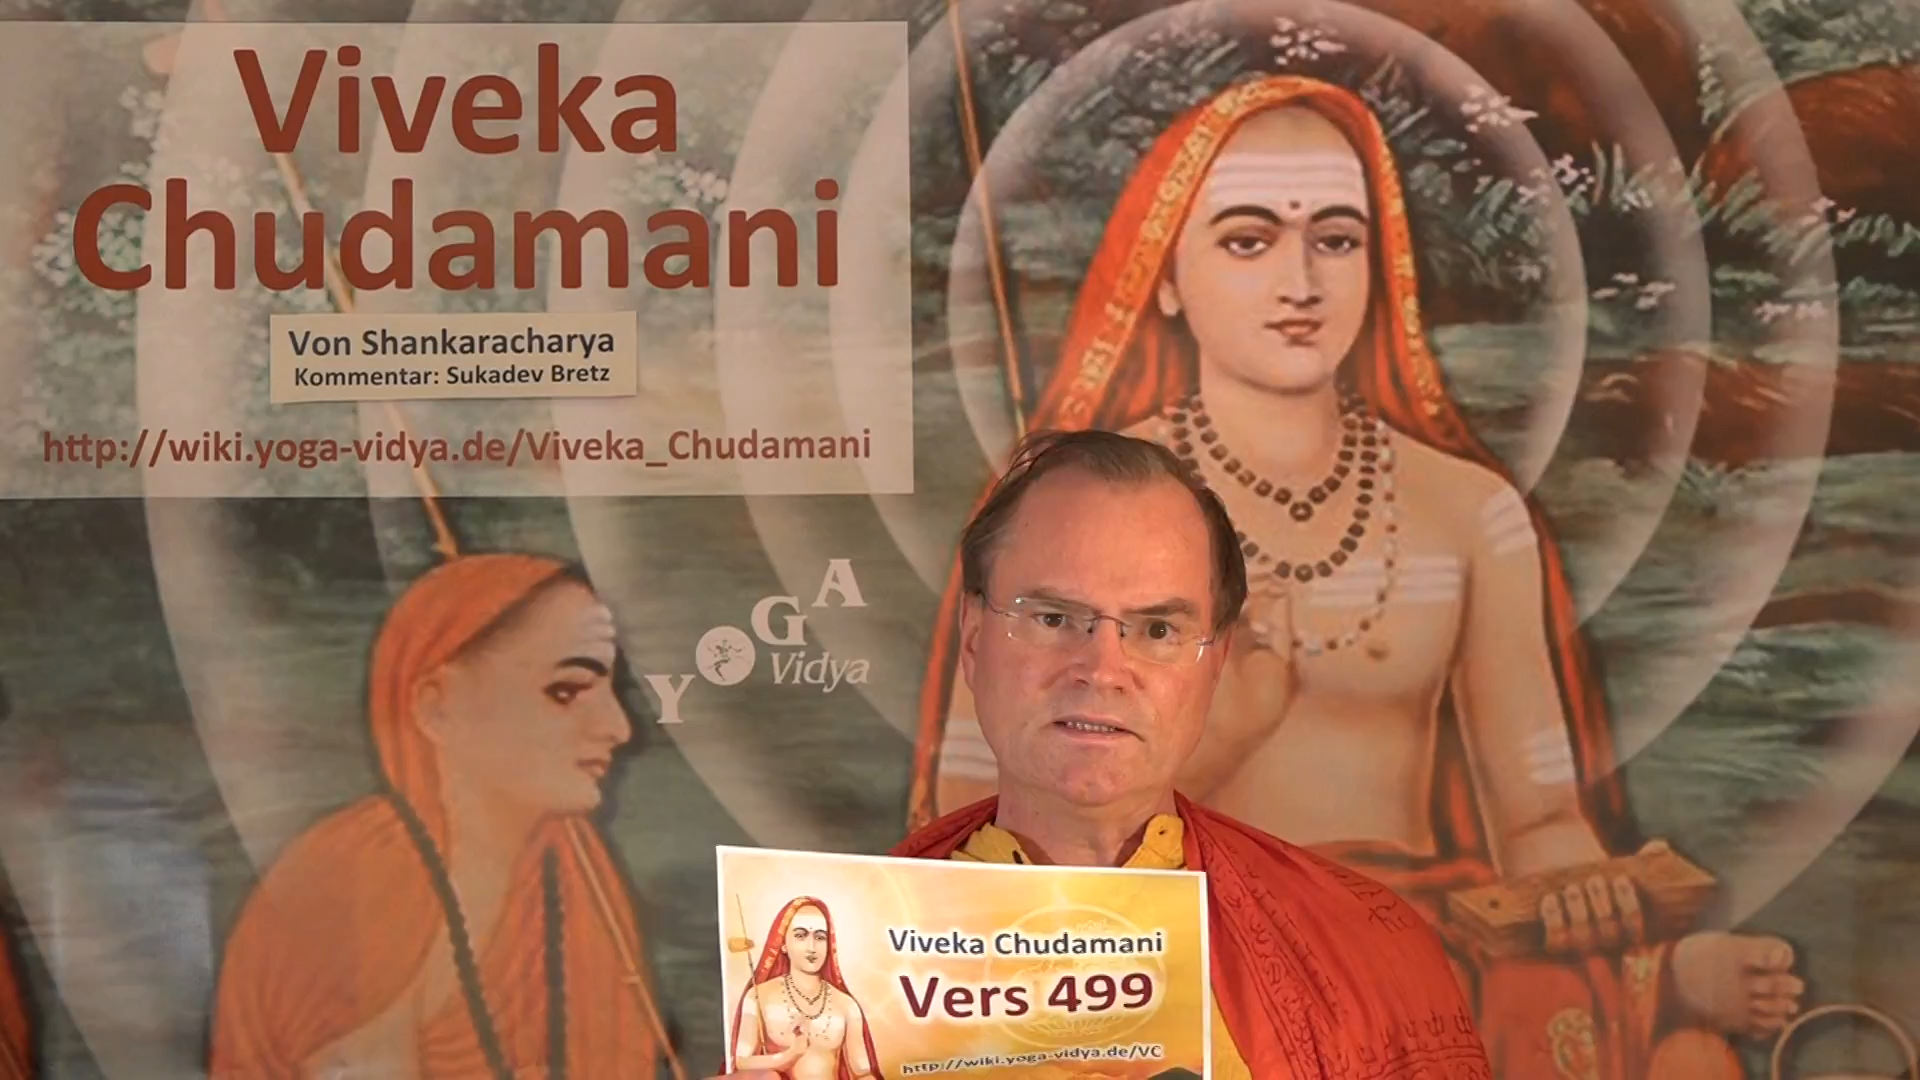 Viveka
Chudamani
Von Shankaracharya
Kommentar: Sukadev Bretz
http://wiki.yoga-vidya.de/Viveka_Chudamani
YOGA
Vidya
Viveka Chudamani
Vers 499
http://wiki.yoga-vidya.de/VC